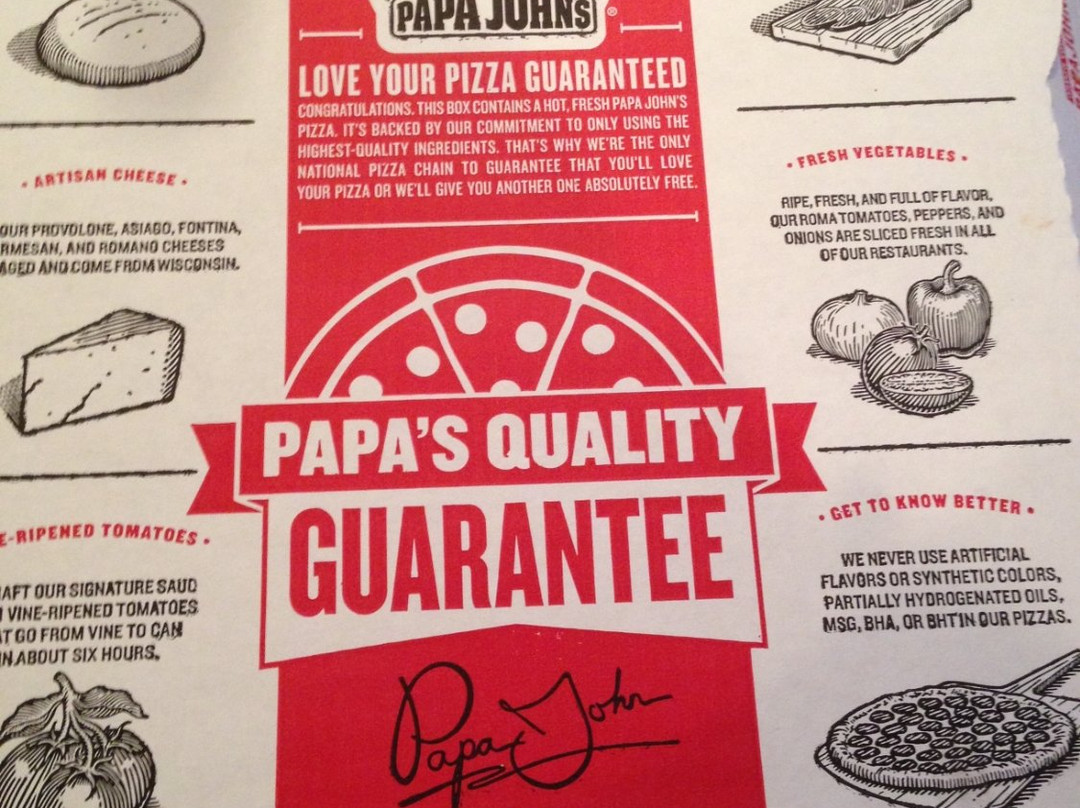 PAPA JOHNS®
LOVE YOUR PIZZA GUARANTEED
CONGRATULATIONS. THIS BOX CONTAINS A HOT, FRESH PAPA JOHN'S
PIZZA. IT'S BACKED BY OUR COMMITMENT TO ONLY USING THE
HIGHEST-QUALITY INGREDIENTS. THAT'S WHY WE'RE THE ONLY
NATIONAL PIZZA CHAIN TO GUARANTEE THAT YOU'LL LOVE
YOUR PIZZA OR WE'LL GIVE YOU ANOTHER ONE ABSOLUTELY FREE.
• ARTISAN CHEESE •
OUR PROVOLONE, ASIAGO, FONTINA,
RMESAN, AND ROMANO CHEESES
AGED AND COME FROM WISCONSIN.
E-RIPENED TOMATOES •
AFT OUR SIGNATURE SAUC
VINE-RIPENED TOMATOES
AT GO FROM VINE TO CAN
IN ABOUT SIX HOURS.
PAPA'S QUALITY
GUARANTEE
Papa John
• FRESH VEGETABLES •
RIPE, FRESH, AND FULL OF FLAVOR,
OUR ROMA TOMATOES, PEPPERS, AND
ONIONS ARE SLICED FRESH IN ALL
OF OUR RESTAURANTS.
• GET TO KNOW BETTER •
WE NEVER USE ARTIFICIAL
FLAVORS OR SYNTHETIC COLORS,
PARTIALLY HYDROGENATED OILS,
MSG, BHA, OR BHT IN OUR PIZZAS.